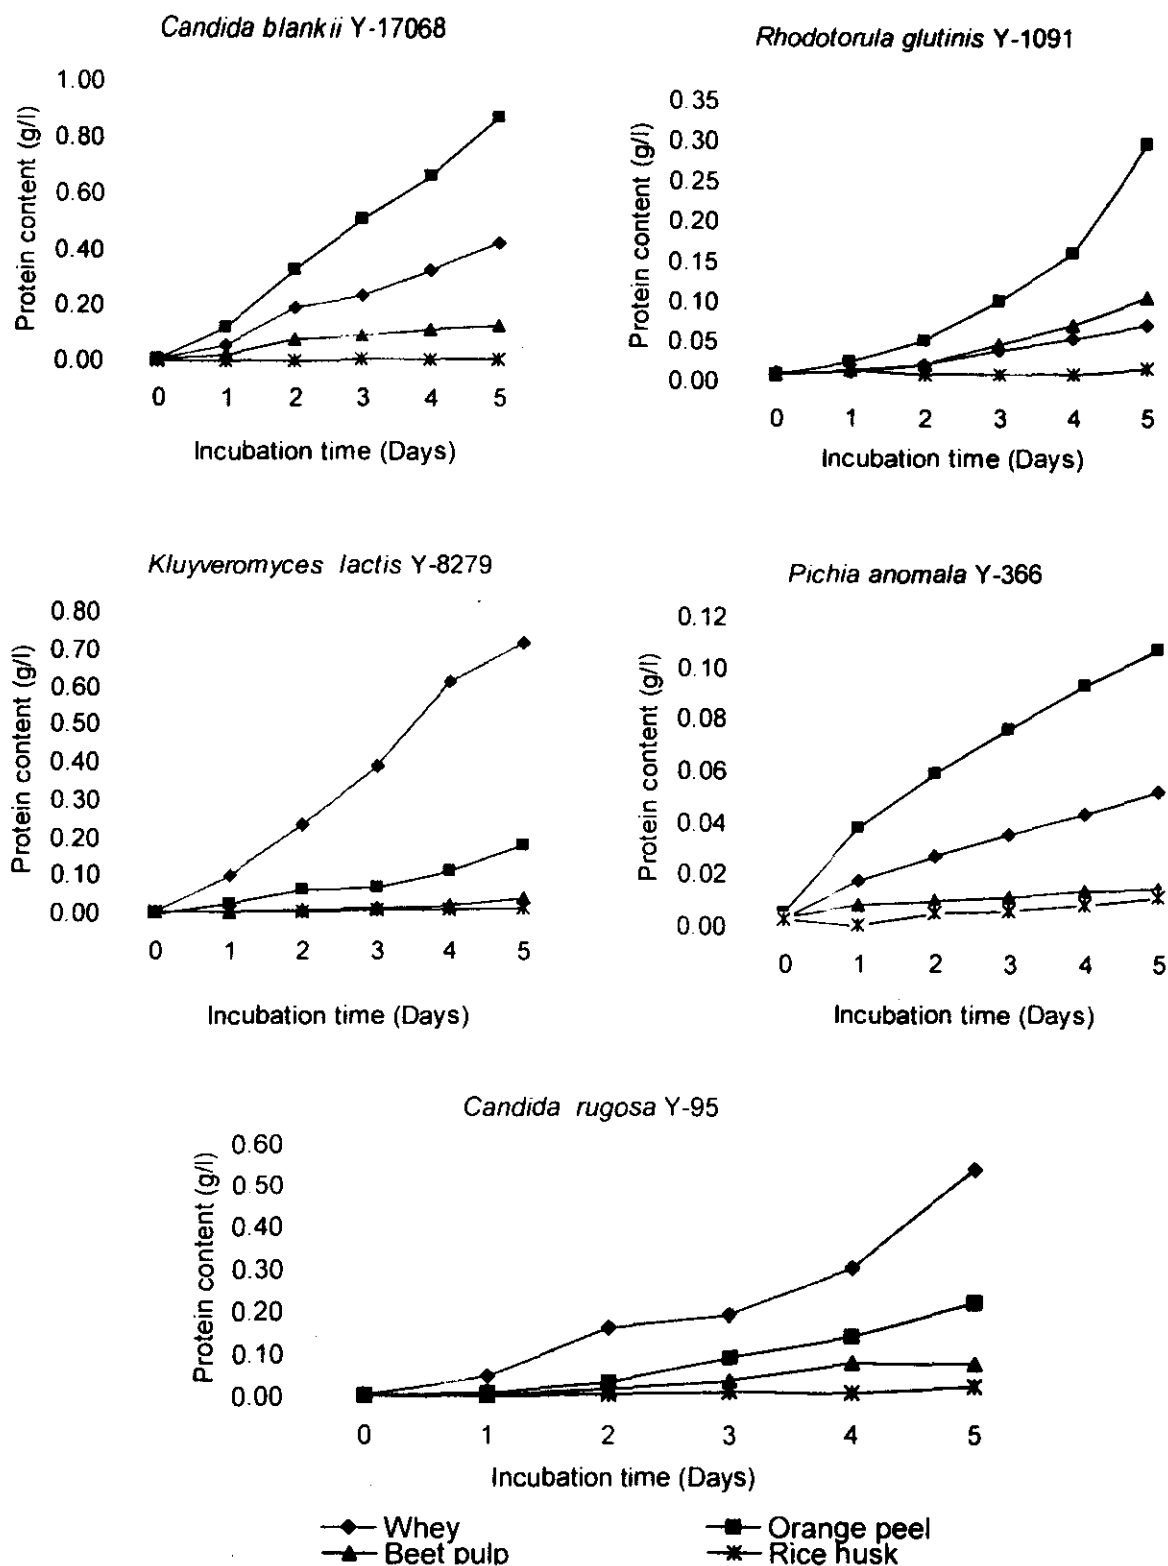 Candida blankii Y-17068
Protein content (g/l)
1.00
0.80
0.60
0.40
0.20
0.00
0 1 2 3 4 5
Incubation time (Days)
Rhodotorula glutinis Y-1091
Protein content (g/l)
0.35
0.30
0.25
0.20
0.15
0.10
0.05
0.00
0 1 2 3 4 5
Incubation time (Days)
Kluyveromyces lactis Y-8279
Protein content (g/l)
0.80
0.70
0.60
0.50
0.40
0.30
0.20
0.10
0.00
0 1 2 3 4 5
Incubation time (Days)
Pichia anomala Y-366
Protein content (g/l)
0.12
0.10
0.08
0.06
0.04
0.02
0.00
0 1 2 3 4 5
Incubation time (Days)
Candida rugosa Y-95
Protein content (g/l)
0.60
0.50
0.40
0.30
0.20
0.10
0.00
0 1 2 3 4 5
Incubation time (Days)
Whey Orange peel
Beet pulp Rice husk